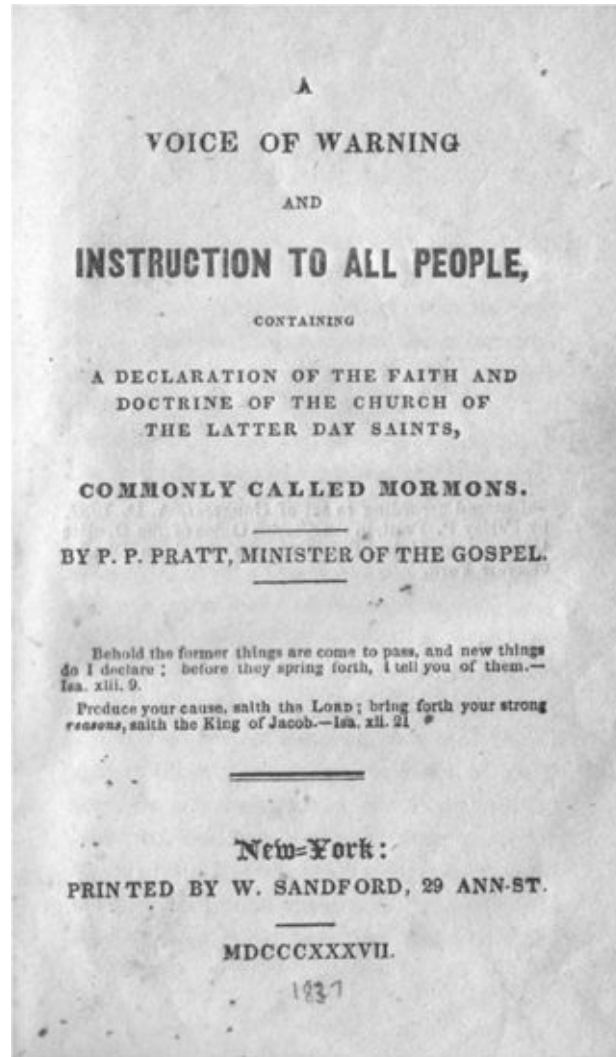 A
VOICE OF WARNING
AND
INSTRUCTION TO ALL PEOPLE,
CONTAINING
A DECLARATION OF THE FAITH AND
DOCTRINE OF THE CHURCH OF
THE LATTER DAY SAINTS,
COMMONLY CALLED MORMONS.
BY P. P. PRATT, MINISTER OF THE GOSPEL.
Behold the former things are come to pass, and new things
do I declare ; before they spring forth, I tell you of them.—
Isa. xlii. 9.
Produce your cause, saith the LORD ; bring forth your strong
reasons, saith the King of Jacob.—Isa. xli. 21
New-York:
PRINTED BY W. SANDFORD, 29 ANN-ST.
MDCCCXXXVII.
1837